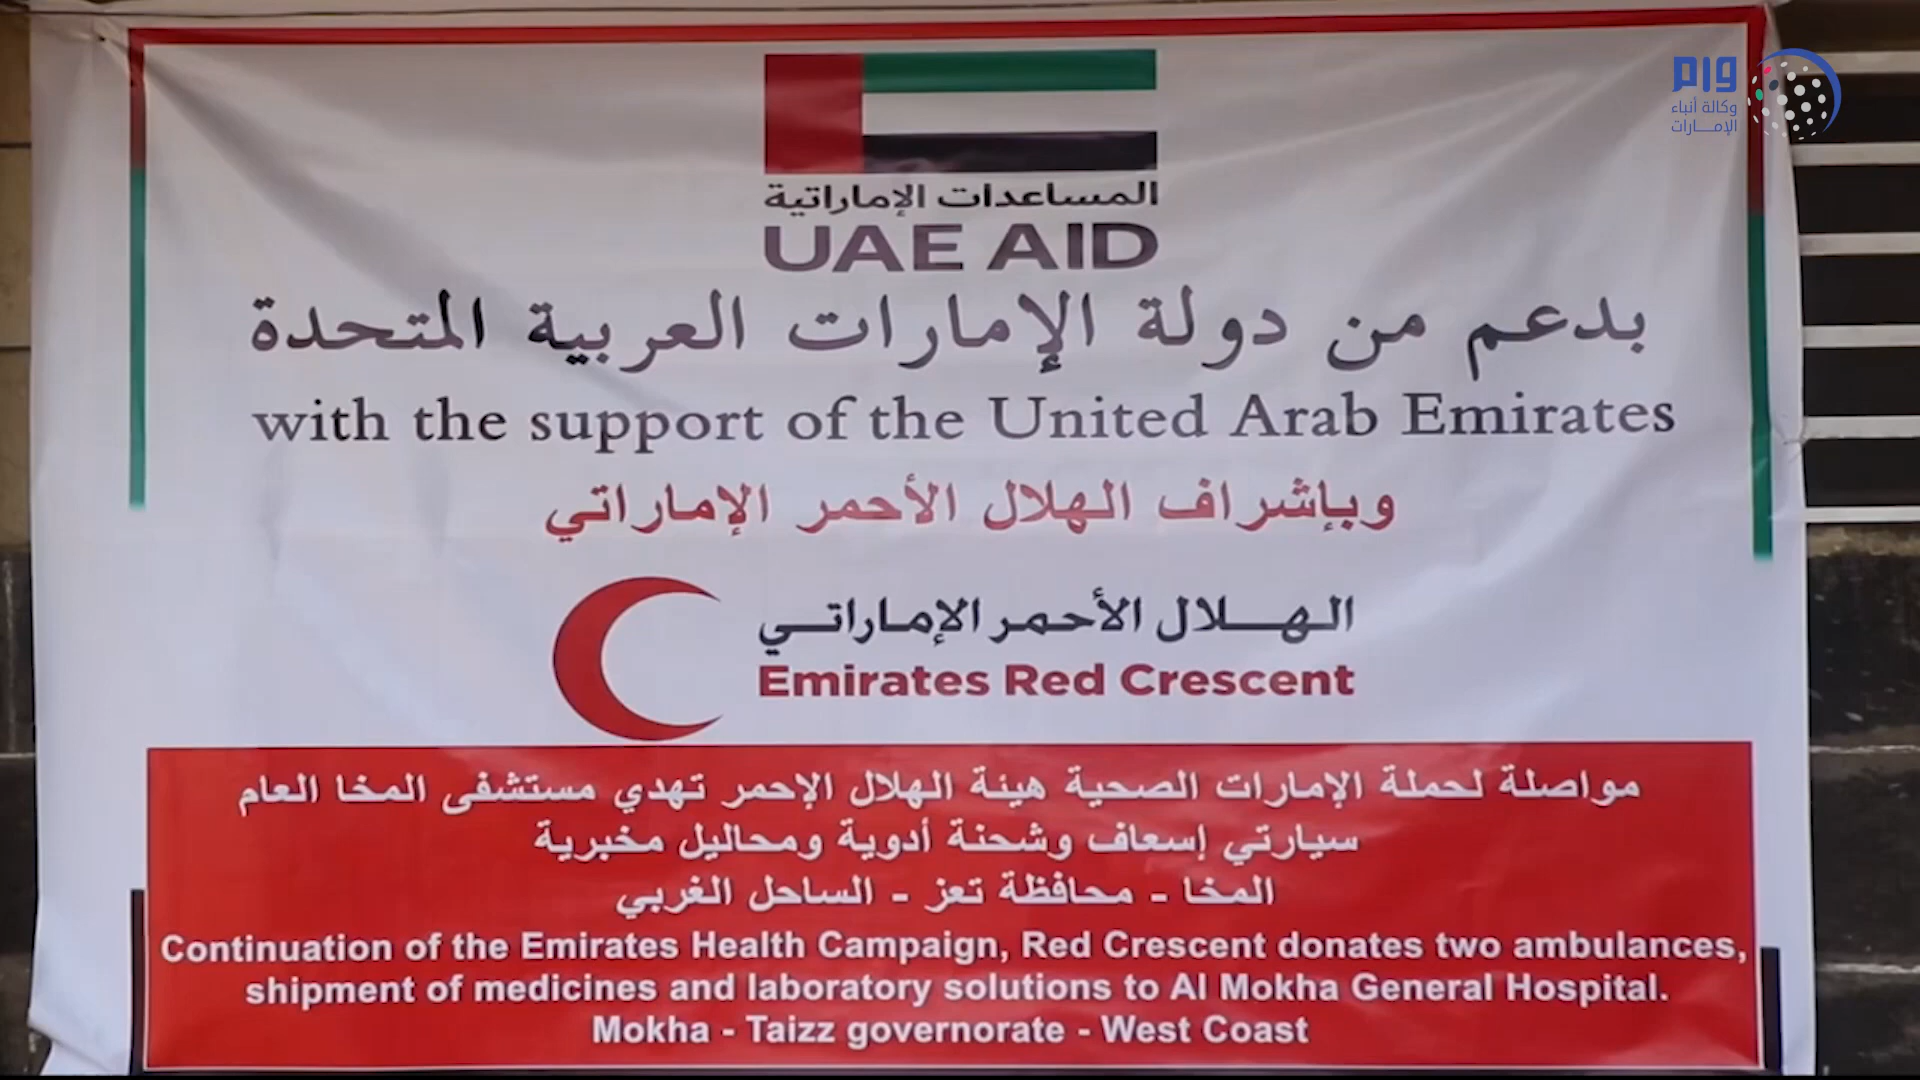 وام
وكالة أنباء
الإمــارات
المساعدات الإماراتية
UAE AID
بدعم من دولة الإمارات العربية المتحدة
with the support of the United Arab Emirates
وبإشراف الهلال الأحمر الإماراتي
الهـــلال الأحمر الإماراتــي
Emirates Red Crescent
مواصلة لحملة الإمارات الصحية هيئة الهلال الإحمر تهدي مستشفى المخا العام
سيارتي إسعاف وشحنة أدوية ومحاليل مخبرية
المخا - محافظة تعز - الساحل الغربي
Continuation of the Emirates Health Campaign, Red Crescent donates two ambulances,
shipment of medicines and laboratory solutions to Al Mokha General Hospital.
Mokha - Taizz governorate - West Coast